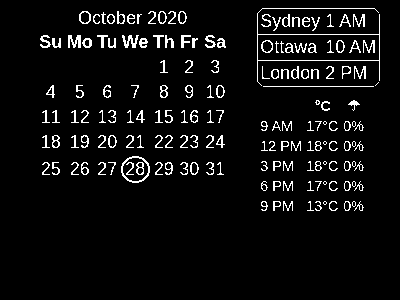 October 2020
Su Mo Tu We Th Fr Sa
1 2 3
4 5 6 7 8 9 10
11 12 13 14 15 16 17
18 19 20 21 22 23 24
25 26 27 28 29 30 31
Sydney 1 AM
Ottawa 10 AM
London 2 PM
°C ☂
9 AM 17°C 0%
12 PM 18°C 0%
3 PM 18°C 0%
6 PM 17°C 0%
9 PM 13°C 0%